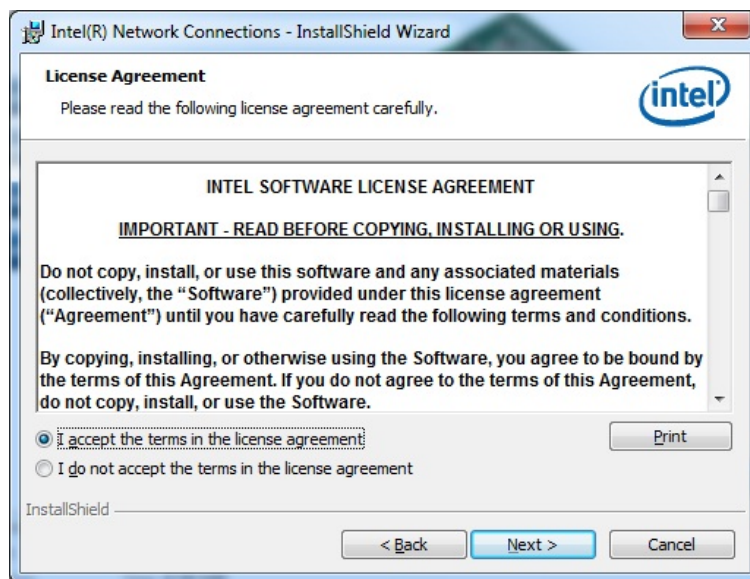 Intel(R) Network Connections - InstallShield Wizard
License Agreement
Please read the following license agreement carefully.
intel
INTEL SOFTWARE LICENSE AGREEMENT
IMPORTANT - READ BEFORE COPYING, INSTALLING OR USING.
Do not copy, install, or use this software and any associated materials
(collectively, the “Software”) provided under this license agreement
(“Agreement”) until you have carefully read the following terms and conditions.
By copying, installing, or otherwise using the Software, you agree to be bound by
the terms of this Agreement. If you do not agree to the terms of this Agreement,
do not copy, install, or use the Software.
I accept the terms in the license agreement
Print
I do not accept the terms in the license agreement
InstallShield
< Back
Next >
Cancel